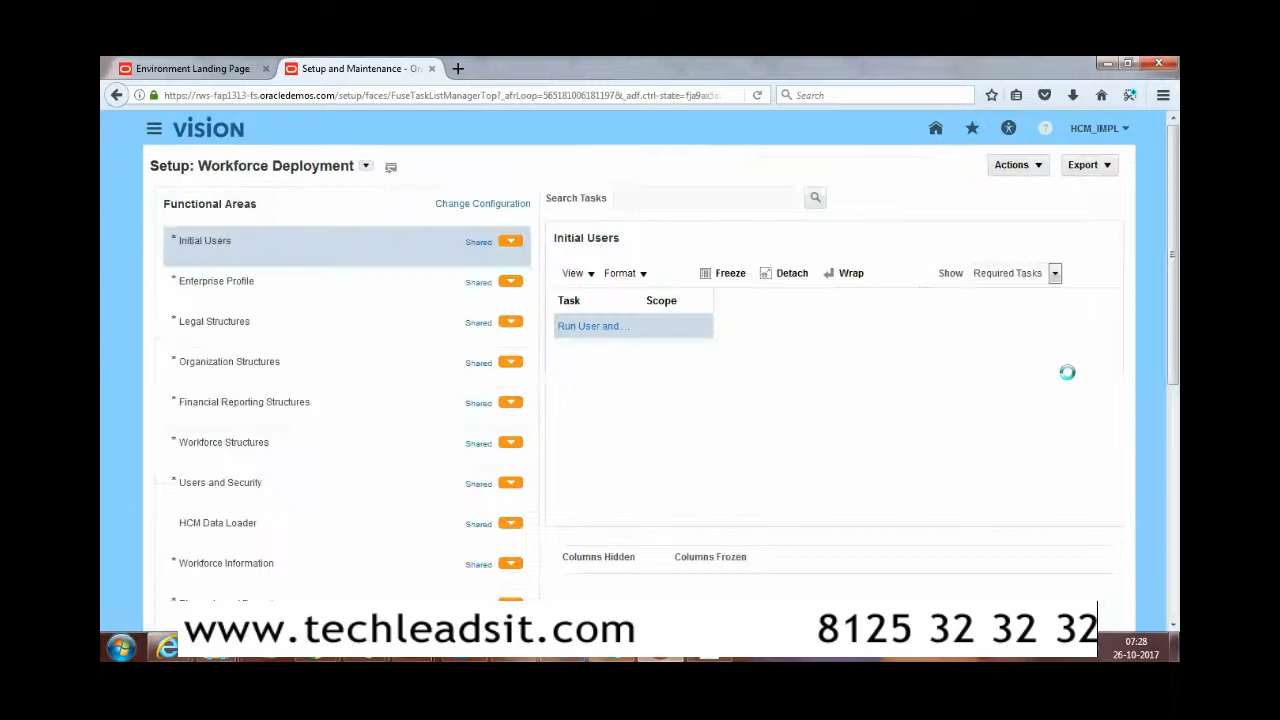 Environment Landing Page
Setup and Maintenance - Or
https://rws-fap1313-fs.oracledemos.com/setup/faces/FuseTaskListManagerTop?_afrLoop=565181006181197&_adf.ctrl-state=fja9ax5a
Search
VISION
HCM_IMPL
Setup: Workforce Deployment
Actions
Export
Functional Areas
Change Configuration
Search Tasks
* Initial Users Shared
* Enterprise Profile Shared
* Legal Structures Shared
* Organization Structures Shared
* Financial Reporting Structures Shared
* Workforce Structures Shared
* Users and Security Shared
HCM Data Loader Shared
* Workforce Information Shared
Initial Users
View Format Freeze Detach Wrap Show Required Tasks
Task Scope
Run User and ...
Columns Hidden Columns Frozen
www.techleadsit.com 8125 32 32 32
07:28
26-10-2017